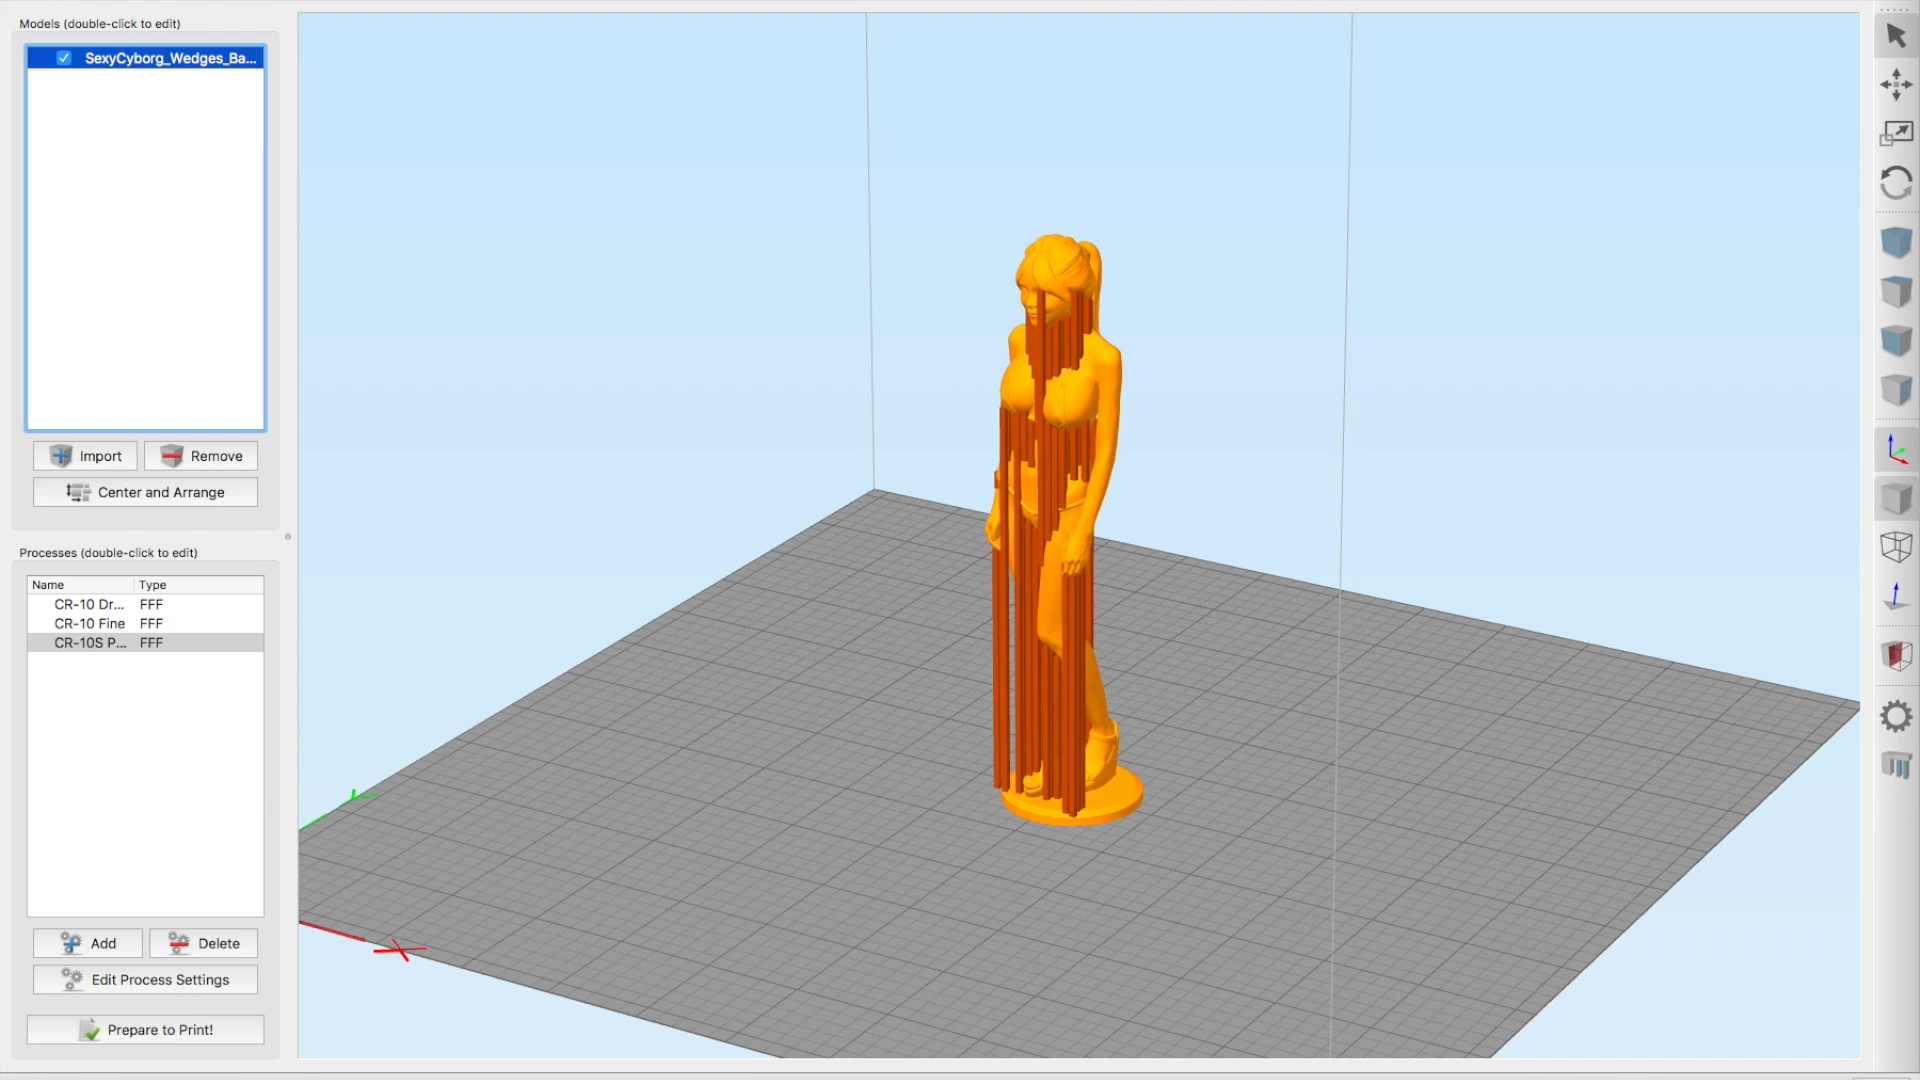 Models (double-click to edit)
SexyCyborg_Wedges_Ba...
Import
Remove
Center and Arrange
Processes (double-click to edit)
Name Type
CR-10 Dr... FFF
CR-10 Fine FFF
CR-10S P... FFF
Add
Delete
Edit Process Settings
Prepare to Print!